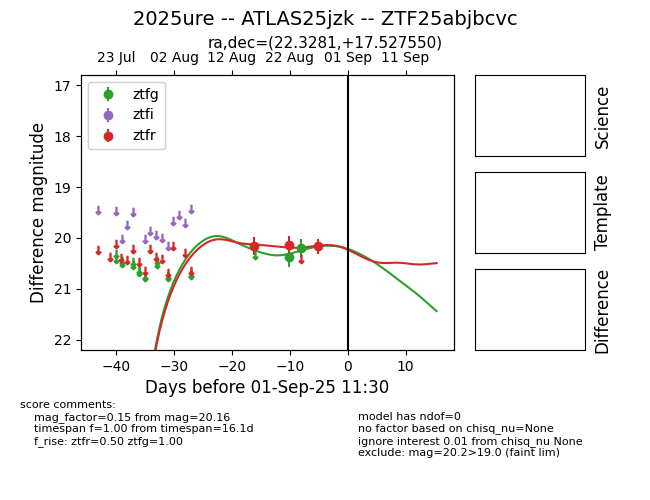 2025ure -- ATLAS25jzk -- ZTF25abjbcvc
ra,dec=(22.3281,+17.527550)
23 Jul 02 Aug 12 Aug 22 Aug 01 Sep 11 Sep
17
18
19
20
21
22
Difference magnitude
ztfg
ztfi
ztfr
−40 −30 −20 −10 0 10
Days before 01-Sep-25 11:30
Science
Template
Difference
score comments:
mag_factor=0.15 from mag=20.16
timespan f=1.00 from timespan=16.1d
f_rise: ztfr=0.50 ztfg=1.00
model has ndof=0
no factor based on chisq_nu=None
ignore interest 0.01 from chisq_nu None
exclude: mag=20.2>19.0 (faint lim)